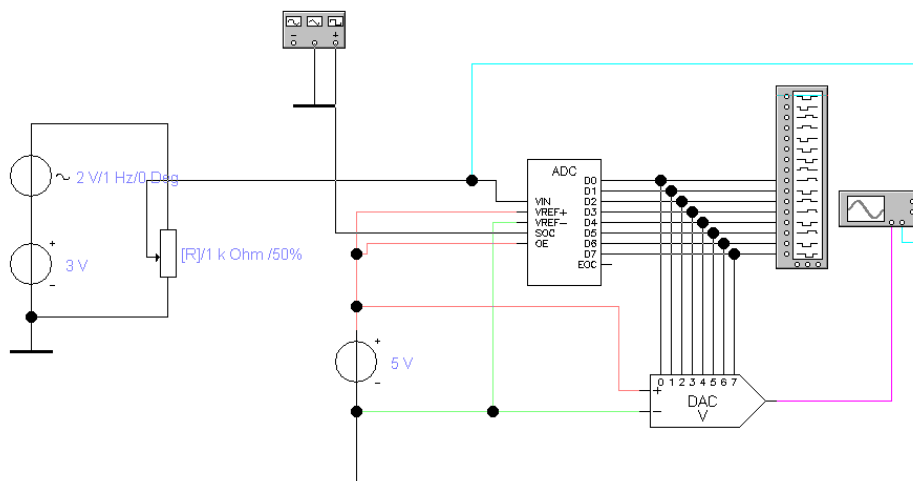 − +
2 V/1 Hz/0 Deg
+
3 V
−
[R]/1 k Ohm /50%
ADC
VIN
VREF+
VREF−
SOC
OE
D0
D1
D2
D3
D4
D5
D6
D7
EOC
+
5 V
−
0 1 2 3 4 5 6 7
+
−
DAC
V